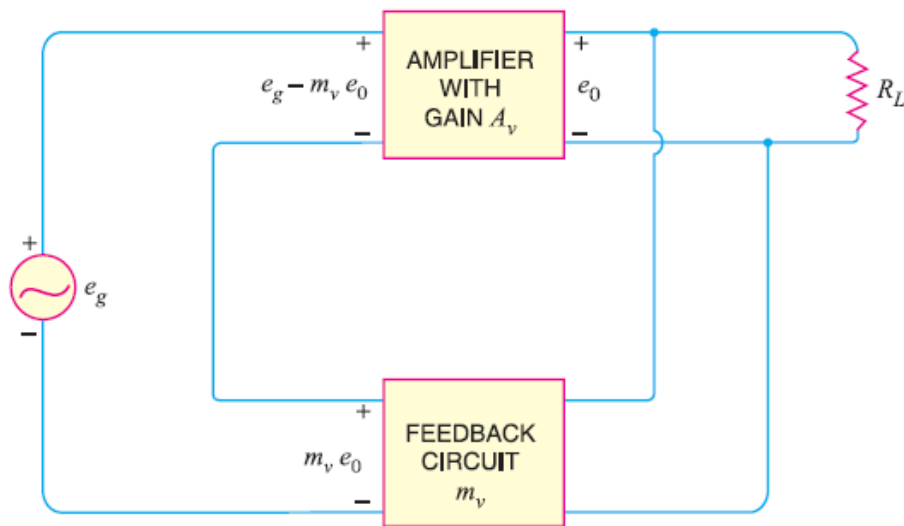 +
AMPLIFIER
WITH
GAIN A_v
+
e_g – m_v e_0
e_0
R_L
–
–
+
e_g
–
+
FEEDBACK
CIRCUIT
m_v
m_v e_0
–